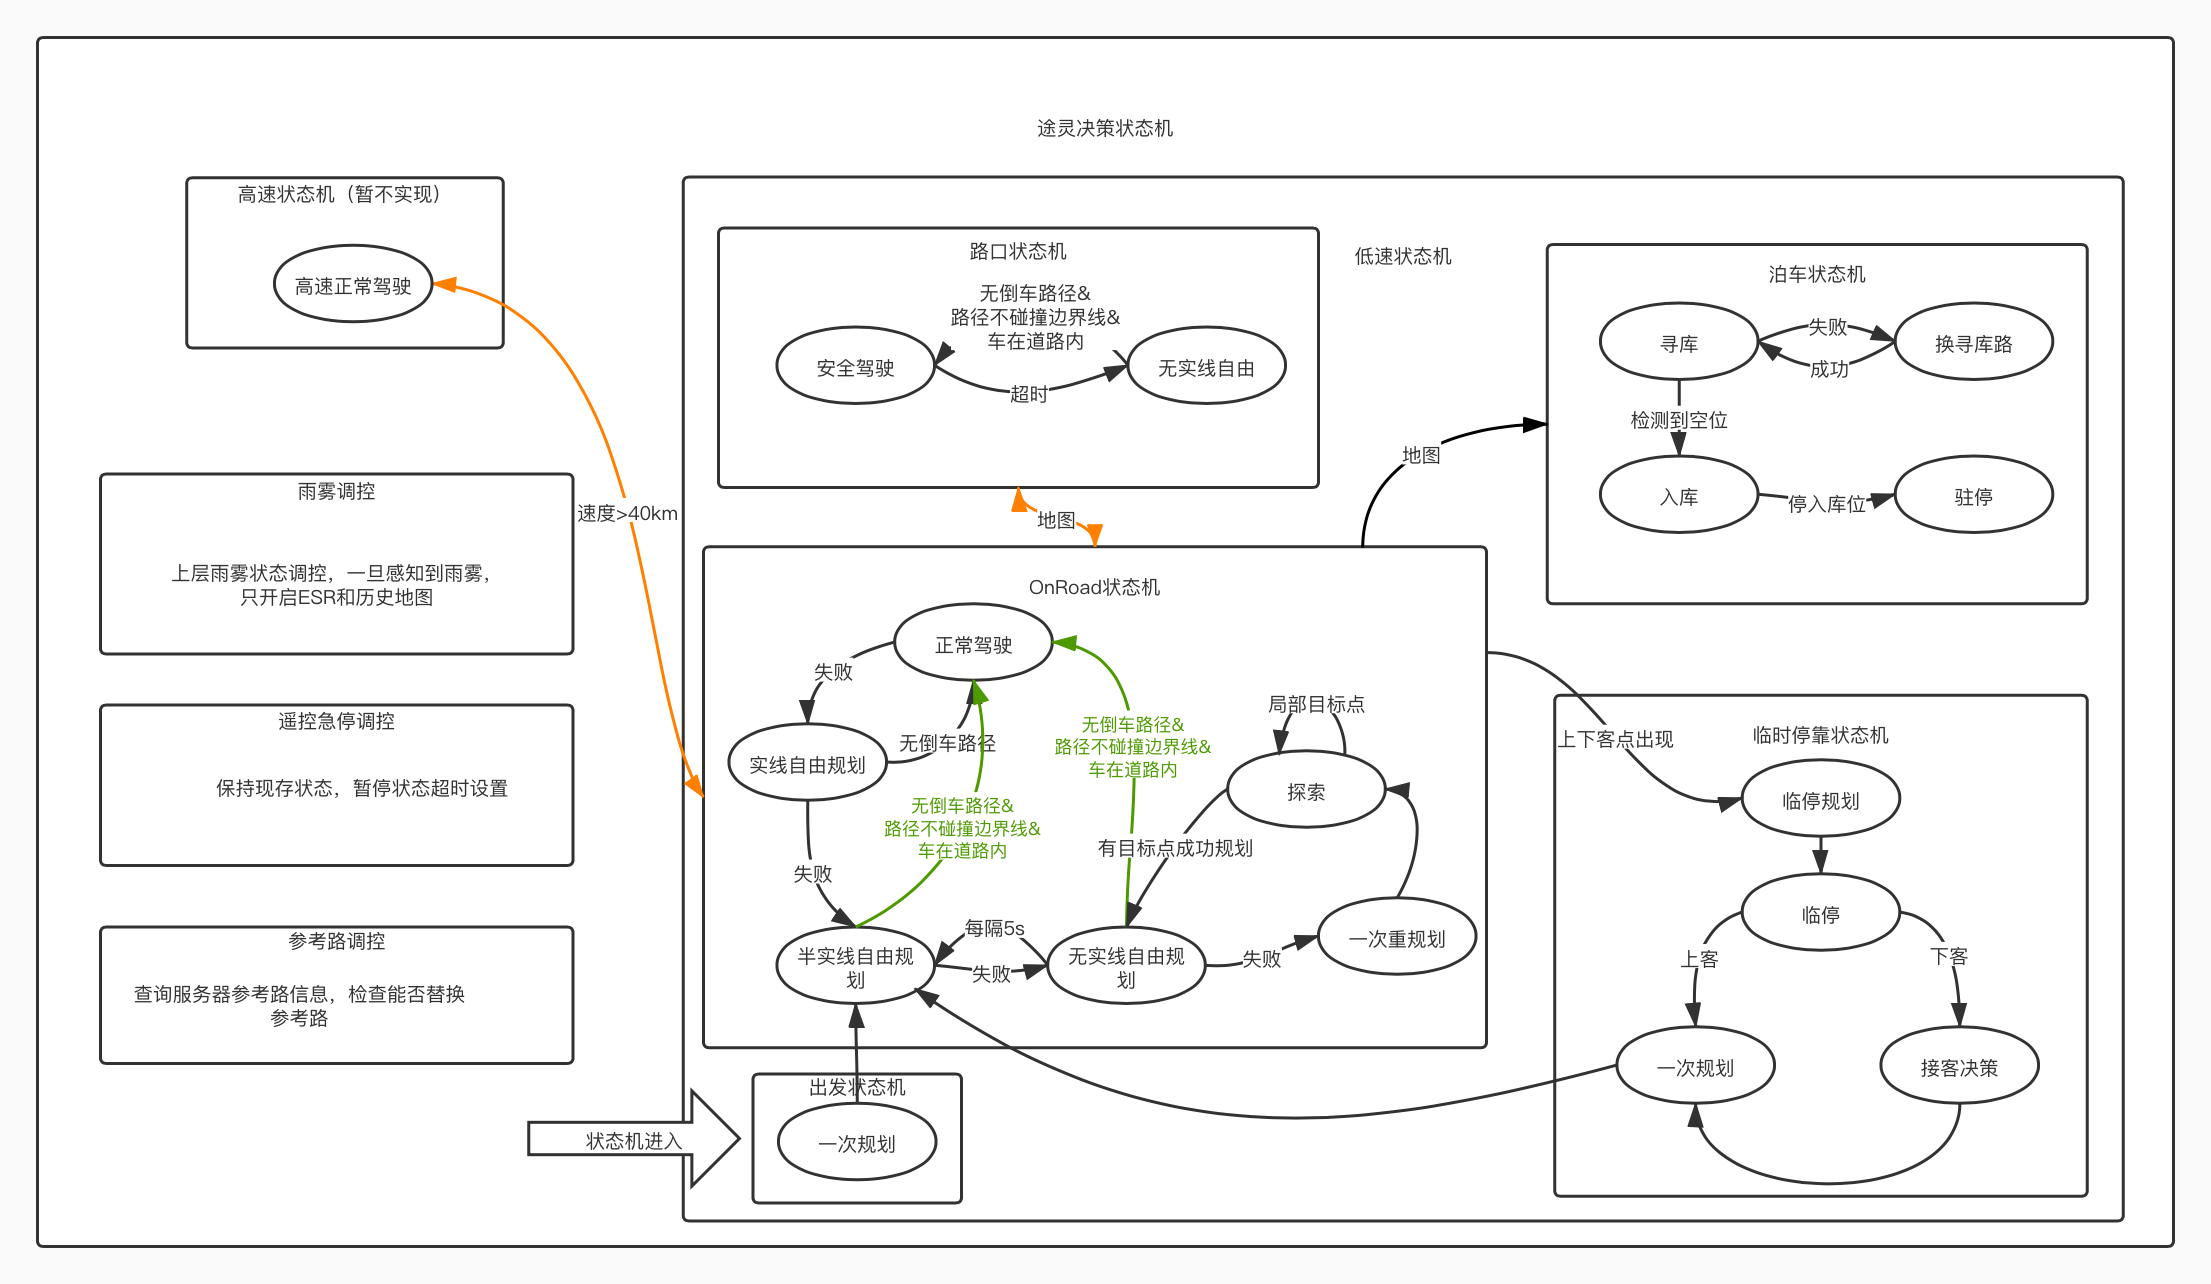 途灵决策状态机
高速状态机（暂不实现）
高速正常驾驶
速度>40km
雨雾调控
上层雨雾状态调控，一旦感知到雨雾，
只开启ESR和历史地图
遥控急停调控
保持现存状态，暂停状态超时设置
参考路调控
查询服务器参考路信息，检查能否替换
参考路
状态机进入
低速状态机
路口状态机
无倒车路径&
路径不碰撞边界线&
车在道路内
安全驾驶
无实线自由
超时
地图
地图
泊车状态机
寻库
失败
换寻库路
成功
检测到空位
入库
停入库位
驻停
OnRoad状态机
正常驾驶
失败
无倒车路径
实线自由规划
无倒车路径&
路径不碰撞边界线&
车在道路内
无倒车路径&
路径不碰撞边界线&
车在道路内
局部目标点
探索
有目标点成功规划
失败
每隔5s
半实线自由规
划
失败
无实线自由规
划
失败
一次重规划
出发状态机
一次规划
上下客点出现
临时停靠状态机
临停规划
临停
上客
下客
一次规划
接客决策